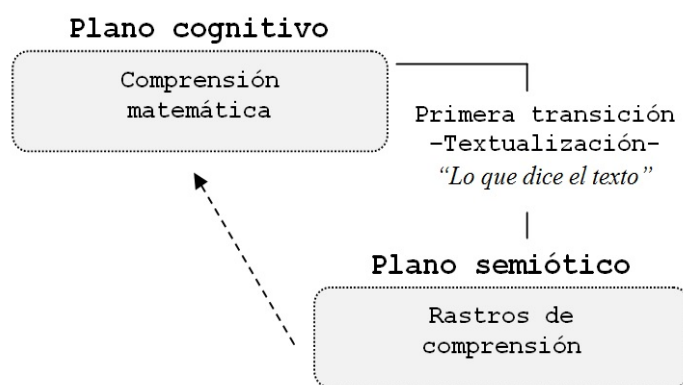 Plano cognitivo
Comprensión
matemática
Primera transición
–Textualización–
“Lo que dice el texto”
Plano semiótico
Rastros de
comprensión